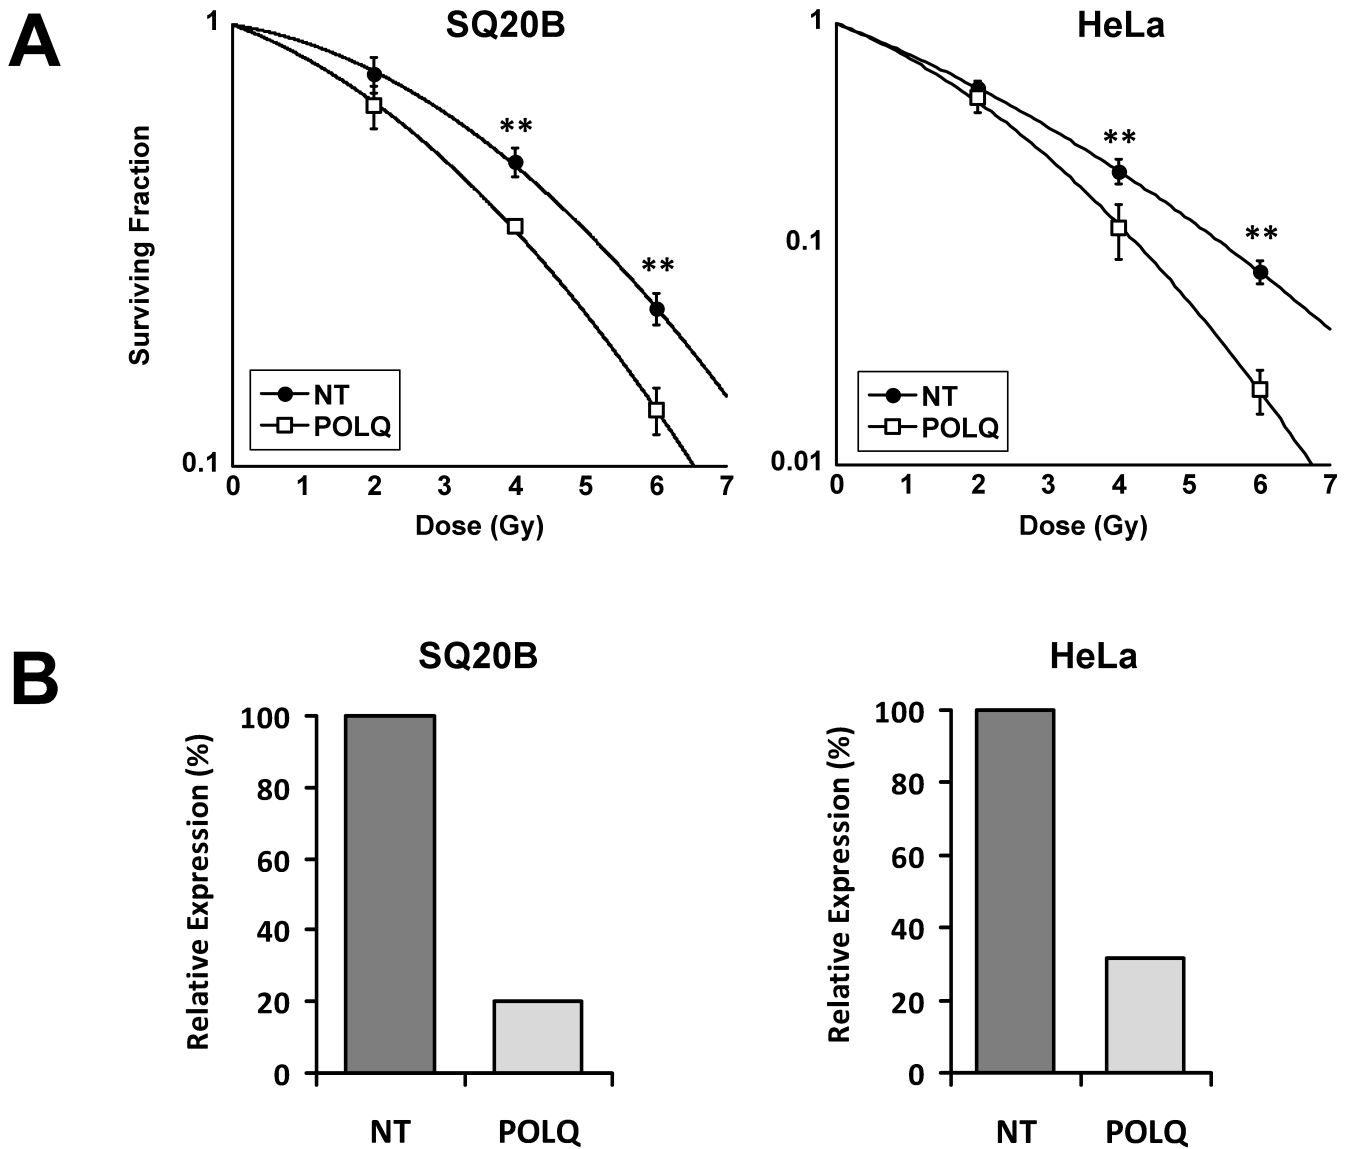 A
SQ20B
HeLa
1
Surviving Fraction
**
**
NT
POLQ
0.1
0 1 2 3 4 5 6 7
Dose (Gy)
1
**
0.1
**
NT
POLQ
0.01
0 1 2 3 4 5 6 7
Dose (Gy)
B
SQ20B
HeLa
Relative Expression (%)
100
80
60
40
20
0
NT POLQ
Relative Expression (%)
100
80
60
40
20
0
NT POLQ